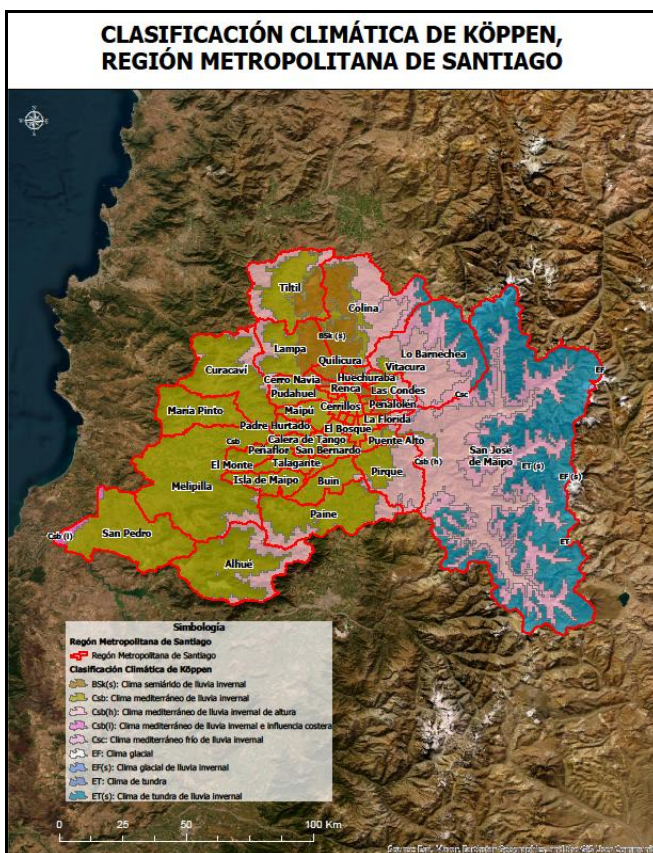 CLASIFICACIÓN CLIMÁTICA DE KÖPPEN,
REGIÓN METROPOLITANA DE SANTIAGO
N
Tiltil
Colina
BSk (s)
Lampa
Lo Barnechea
Quilicura
Vitacura
EF
Curacaví
Huechuraba
Cerro Navia
Renca
Las Condes
Pudahuel
Csc
Cerrillos
Peñalolén
María Pinto
Maipú
La Florida
Padre Hurtado
El Bosque
Csb
Calera de Tango
Puente Alto
Peñaflor
San Bernardo
San José
de Maipo
El Monte
Talagante
Csb (h)
ET (s)
Pirque
EF (s)
Melipilla
Isla de Maipo
Buin
Paine
San Pedro
Csb (i)
ET
Alhué
Simbología
Región Metropolitana de Santiago
Región Metropolitana de Santiago
Clasificación Climática de Köppen
BSk(s): Clima semiárido de lluvia invernal
Csb: Clima mediterráneo de lluvia invernal
Csb(h): Clima mediterráneo de lluvia invernal de altura
Csb(i): Clima mediterráneo de lluvia invernal e influencia costera
Csc: Clima mediterráneo frío de lluvia invernal
EF: Clima glacial
EF(s): Clima glacial de lluvia invernal
ET: Clima de tundra
ET(s): Clima de tundra de lluvia invernal
0 25 50 100 Km